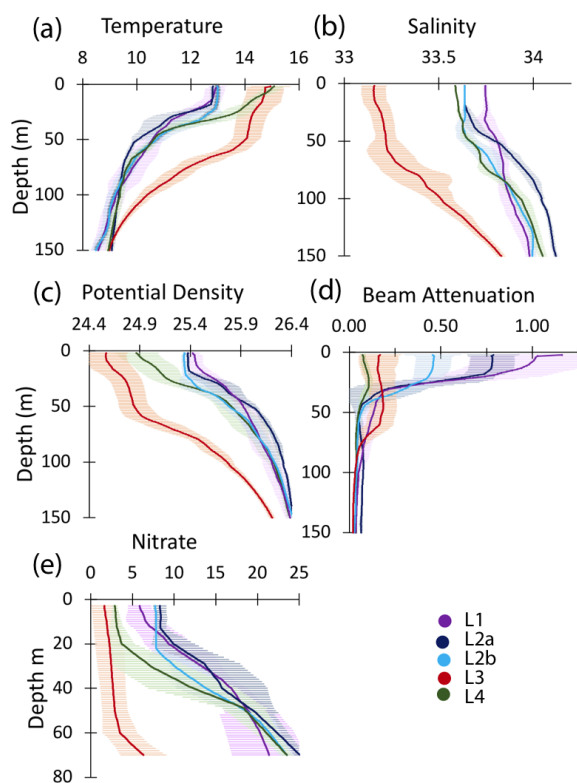 (a) Temperature
8 10 12 14 16
0
50
100
150
Depth (m)
(b) Salinity
33 33.5 34
0
50
100
150
Depth (m)
(c) Potential Density
24.4 24.9 25.4 25.9 26.4
0
50
100
150
Depth (m)
(d) Beam Attenuation
0.00 0.50 1.00
0
50
100
150
(e) Nitrate
0 5 10 15 20 25
0
20
40
60
80
Depth m
L1
L2a
L2b
L3
L4